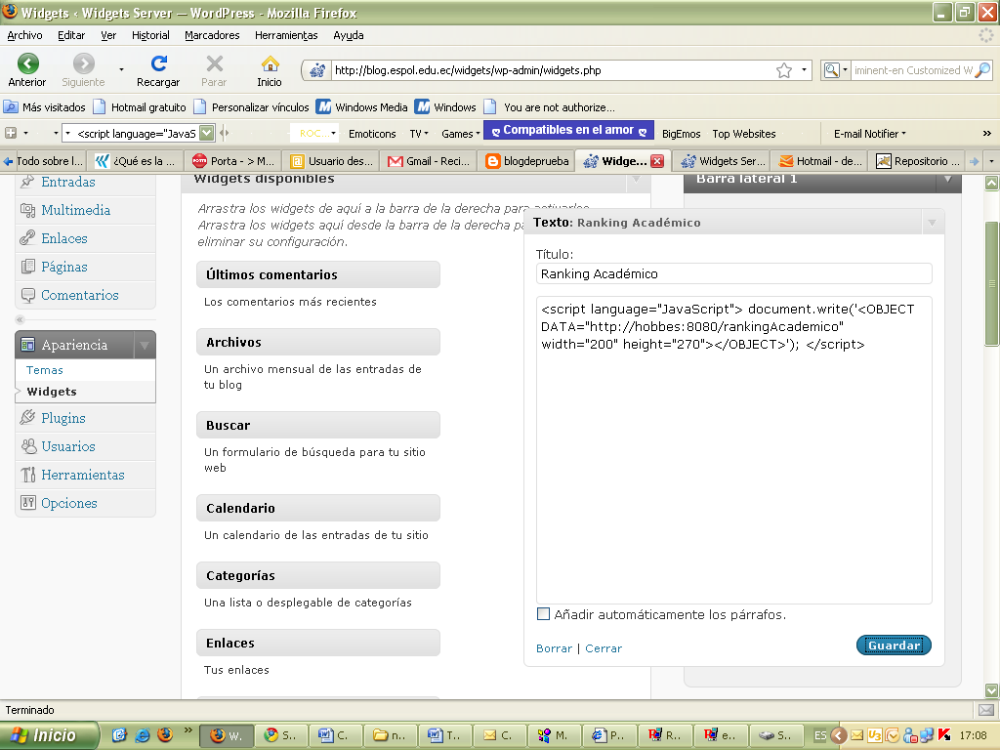 Widgets ‹ Widgets Server — WordPress - Mozilla Firefox
Archivo Editar Ver Historial Marcadores Herramientas Ayuda
Anterior Siguiente Recargar Parar Inicio
http://blog.espol.edu.ec/widgets/wp-admin/widgets.php
iminent-en Customized W
Más visitados Hotmail gratuito Personalizar vínculos Windows Media Windows You are not authorize...
<script language="JavaS
ROC...
Emoticons TV Games Compatibles en el amor BigEmos Top Websites E-mail Notifier »
Todo sobre l... ¿Qué es la ... Porta - > M... Usuario des... Gmail - Reci... blogdeprueba Widge... Widgets Ser... Hotmail - de... Repositorio ...
Entradas
Multimedia
Enlaces
Páginas
Comentarios
Apariencia
Temas
Widgets
Plugins
Usuarios
Herramientas
Opciones
Widgets disponibles
Arrastra los widgets de aquí a la barra de la derecha para activarlos.
Arrastra los widgets aquí desde la barra de la derecha
eliminar su configuración.
Últimos comentarios
Los comentarios más recientes
Archivos
Un archivo mensual de las entradas de
tu blog
Buscar
Un formulario de búsqueda para tu sitio
web
Calendario
Un calendario de las entradas de tu sitio
Categorías
Una lista o desplegable de categorías
Enlaces
Tus enlaces
Barra lateral 1
Texto: Ranking Académico
Título:
Ranking Académico
<script language="JavaScript"> document.write('<OBJECT
DATA="http://hobbes:8080/rankingAcademico"
width="200" height="270"></OBJECT>'); </script>
Añadir automáticamente los párrafos.
Borrar | Cerrar
Guardar
Terminado
Inicio » W. S.. C. n.. T.. C. M. P.. R.. e.. S.. ES 17:08